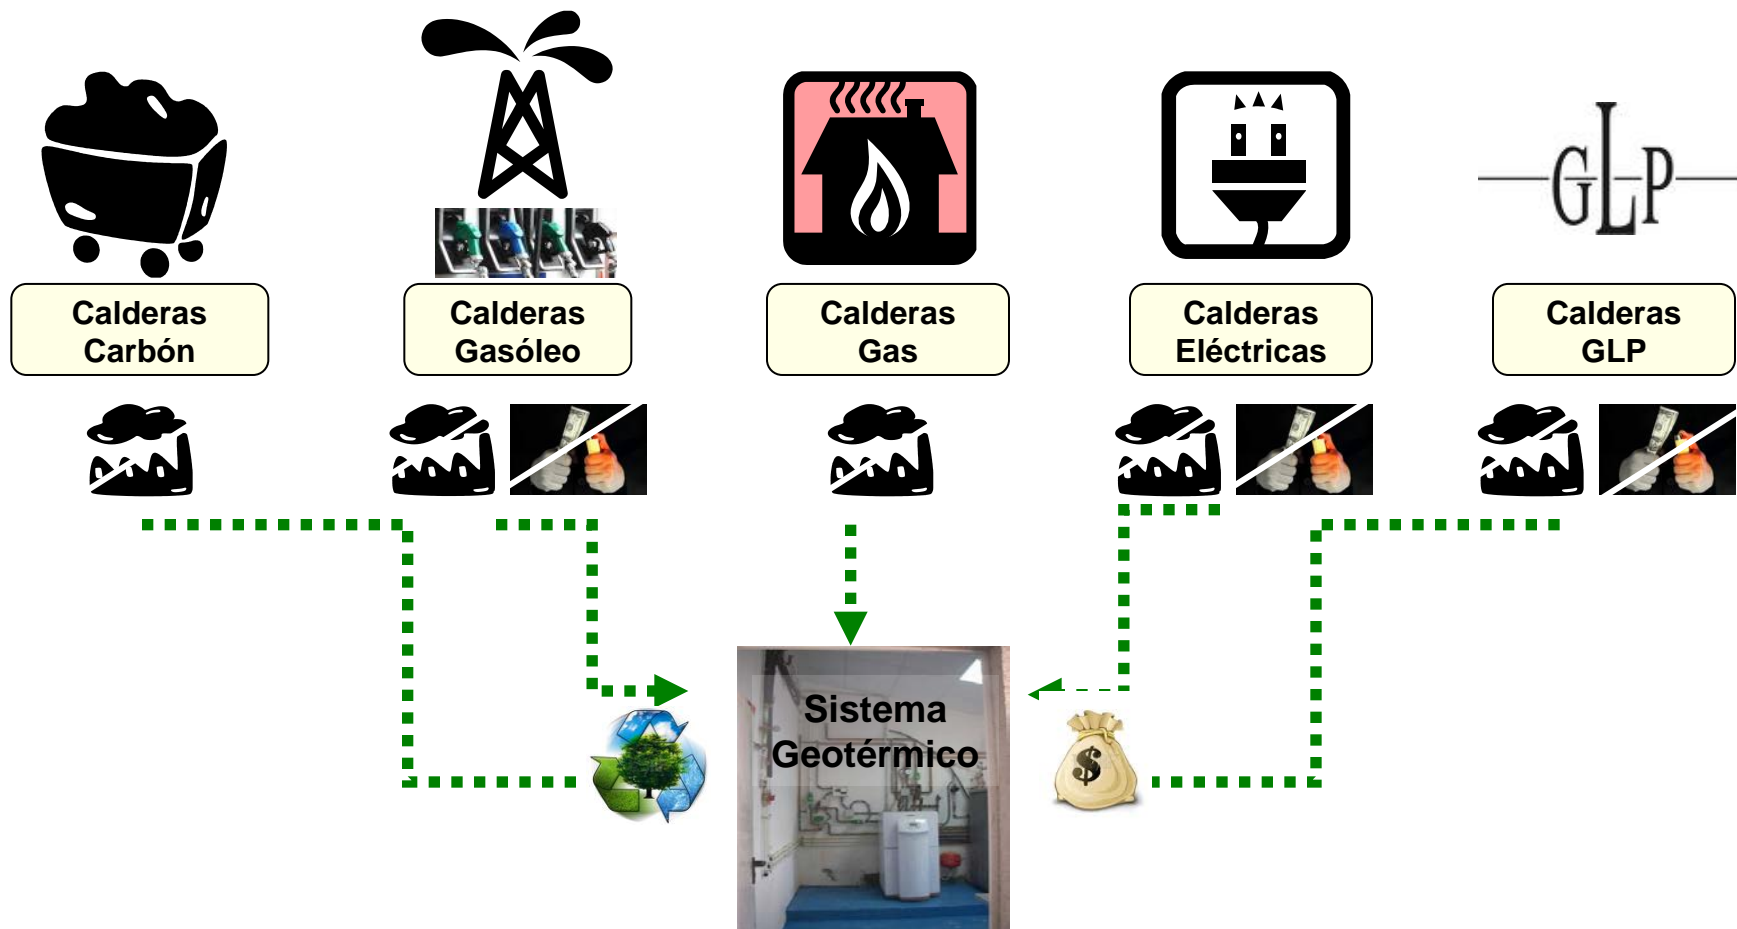 GLP
Calderas
Carbón
Calderas
Gasóleo
Calderas
Gas
Calderas
Eléctricas
Calderas
GLP
Sistema
Geotérmico
$